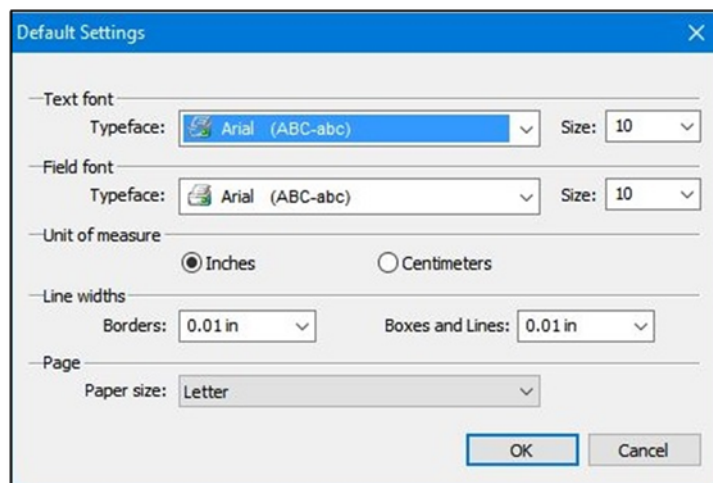 Default Settings
Text font
Typeface: Arial (ABC-abc) Size: 10
Field font
Typeface: Arial (ABC-abc) Size: 10
Unit of measure
Inches Centimeters
Line widths
Borders: 0.01 in Boxes and Lines: 0.01 in
Page
Paper size: Letter
OK Cancel